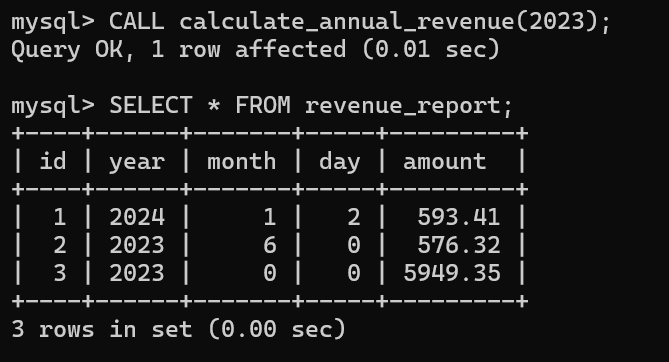 mysql> CALL calculate_annual_revenue(2023);
Query OK, 1 row affected (0.01 sec)

mysql> SELECT * FROM revenue_report;
+----+------+-------+-----+---------+
| id | year | month | day | amount  |
+----+------+-------+-----+---------+
|  1 | 2024 |     1 |   2 |  593.41 |
|  2 | 2023 |     6 |   0 |  576.32 |
|  3 | 2023 |     0 |   0 | 5949.35 |
+----+------+-------+-----+---------+
3 rows in set (0.00 sec)